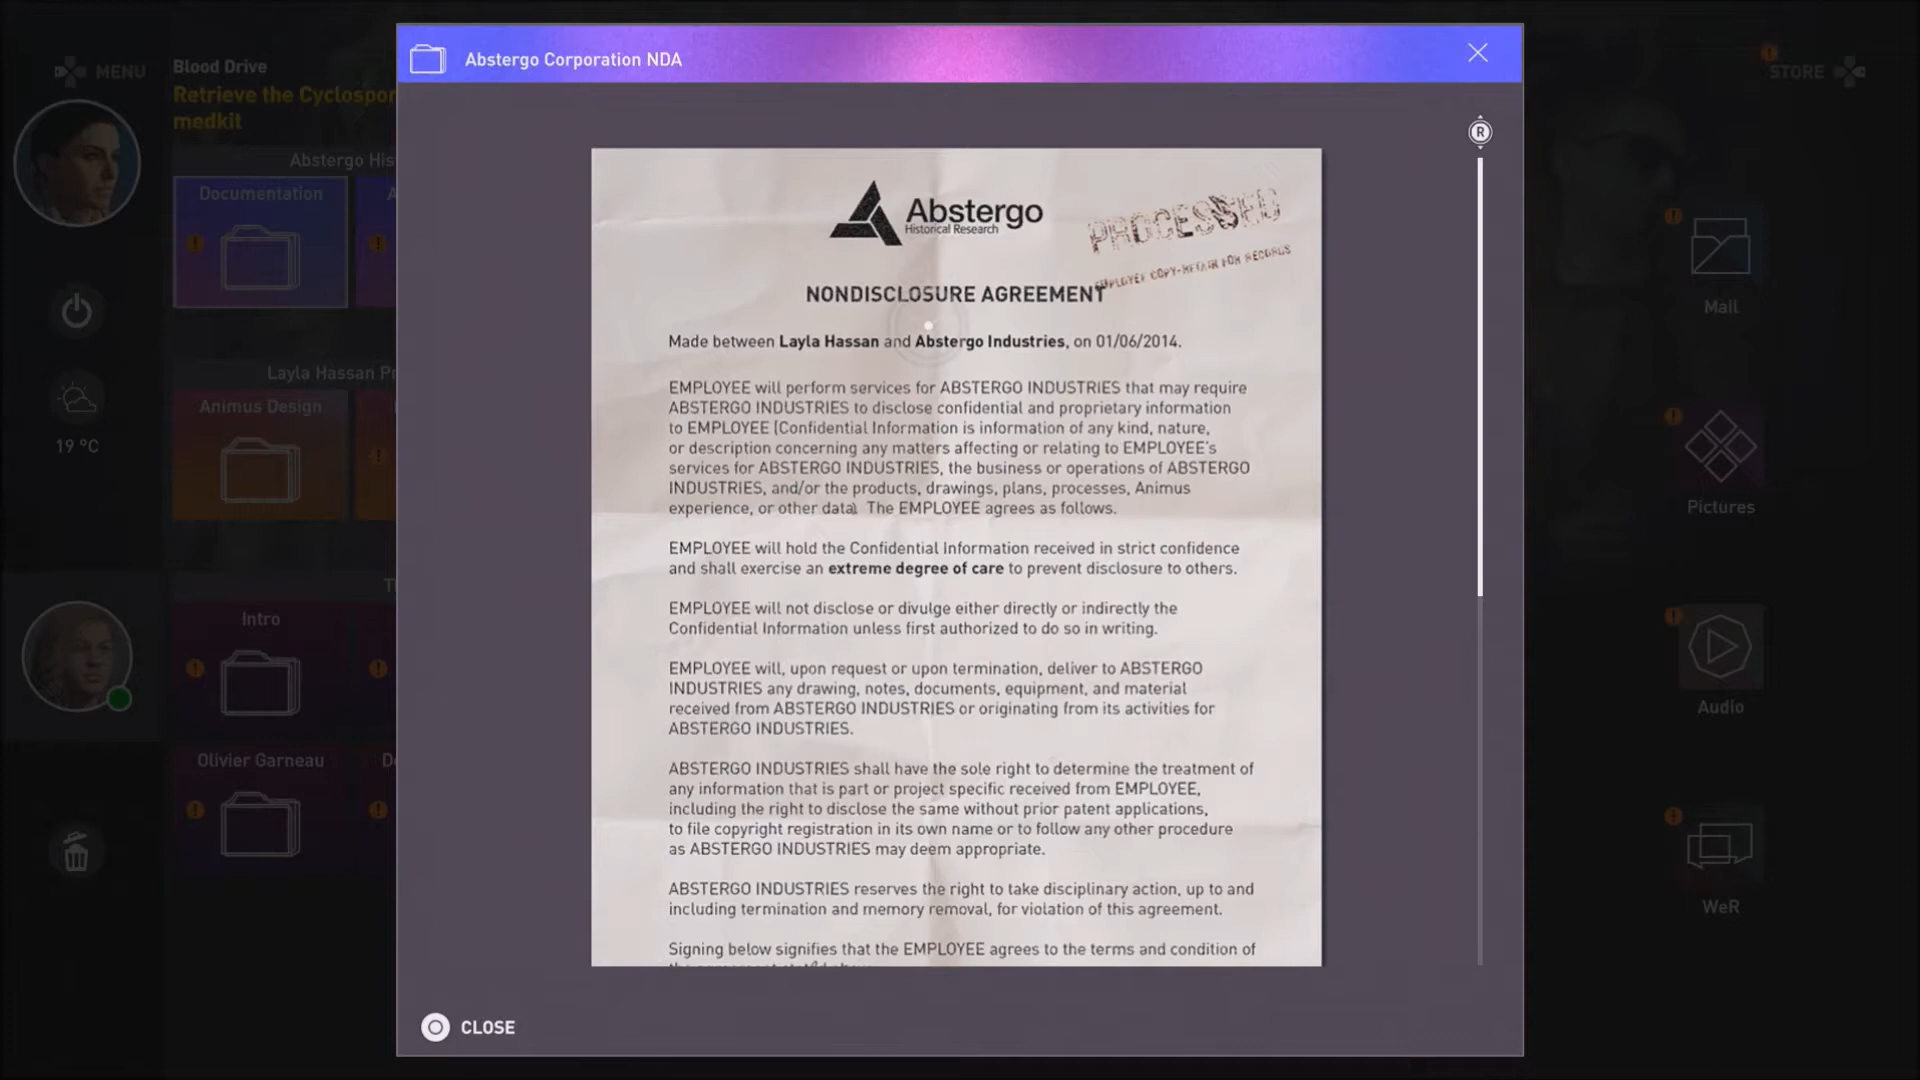 Abstergo Corporation NDA
MENU
Blood Drive
Retrieve the Cyclospor
medkit
STORE
R
Abstergo His
Documentation
A
Layla Hassan Pr
Animus Design
19 °C
Intro
Olivier Garneau
Mail
Pictures
Audio
WeR
Abstergo
Historical Research
PROCESSED
EMPLOYEE COPY-RETAIN FOR RECORDS
NONDISCLOSURE AGREEMENT
Made between Layla Hassan and Abstergo Industries, on 01/06/2014.
EMPLOYEE will perform services for ABSTERGO INDUSTRIES that may require
ABSTERGO INDUSTRIES to disclose confidential and proprietary information
to EMPLOYEE (Confidential Information is information of any kind, nature,
or description concerning any matters affecting or relating to EMPLOYEE's
services for ABSTERGO INDUSTRIES, the business or operations of ABSTERGO
INDUSTRIES, and/or the products, drawings, plans, processes, Animus
experience, or other data). The EMPLOYEE agrees as follows.
EMPLOYEE will hold the Confidential Information received in strict confidence
and shall exercise an extreme degree of care to prevent disclosure to others.
EMPLOYEE will not disclose or divulge either directly or indirectly the
Confidential Information unless first authorized to do so in writing.
EMPLOYEE will, upon request or upon termination, deliver to ABSTERGO
INDUSTRIES any drawing, notes, documents, equipment, and material
received from ABSTERGO INDUSTRIES or originating from its activities for
ABSTERGO INDUSTRIES.
ABSTERGO INDUSTRIES shall have the sole right to determine the treatment of
any information that is part or project specific received from EMPLOYEE,
including the right to disclose the same without prior patent applications,
to file copyright registration in its own name or to follow any other procedure
as ABSTERGO INDUSTRIES may deem appropriate.
ABSTERGO INDUSTRIES reserves the right to take disciplinary action, up to and
including termination and memory removal, for violation of this agreement.
Signing below signifies that the EMPLOYEE agrees to the terms and condition of
CLOSE